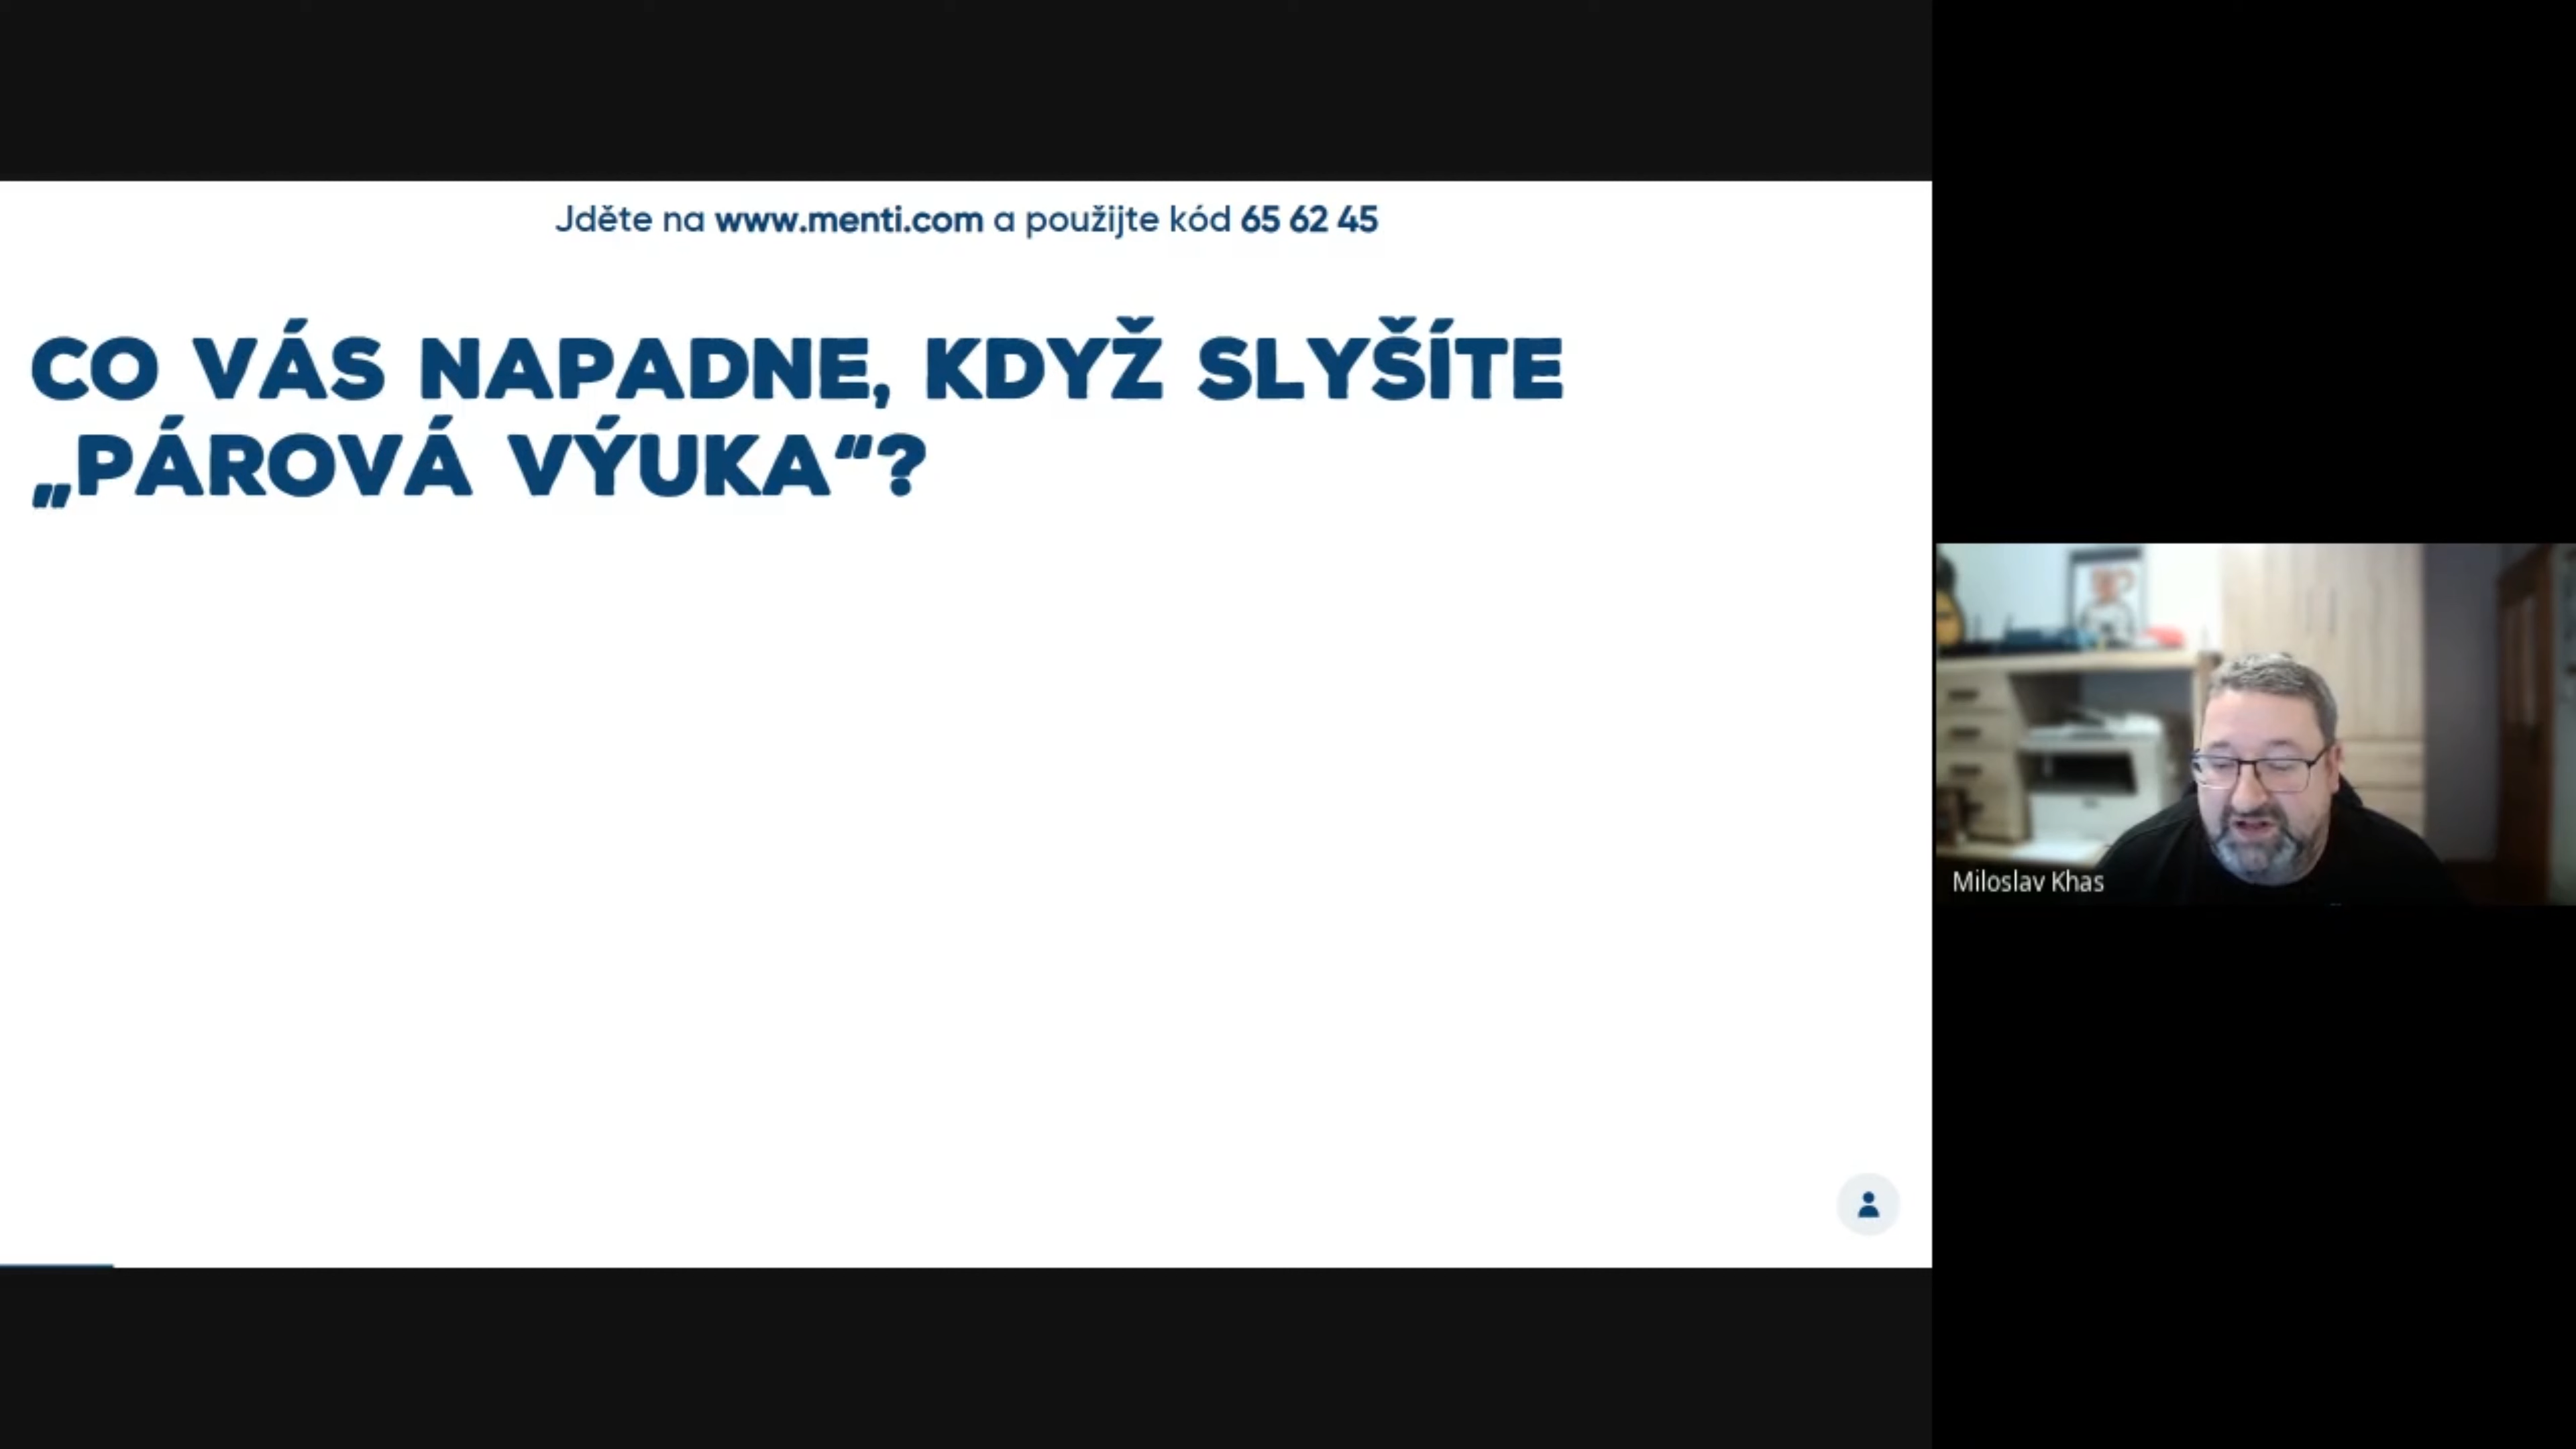 Jděte na www.menti.com a použijte kód 65 62 45
CO VÁS NAPADNE, KDYŽ SLYŠÍTE
„PÁROVÁ VÝUKA“?
Miloslav Khas